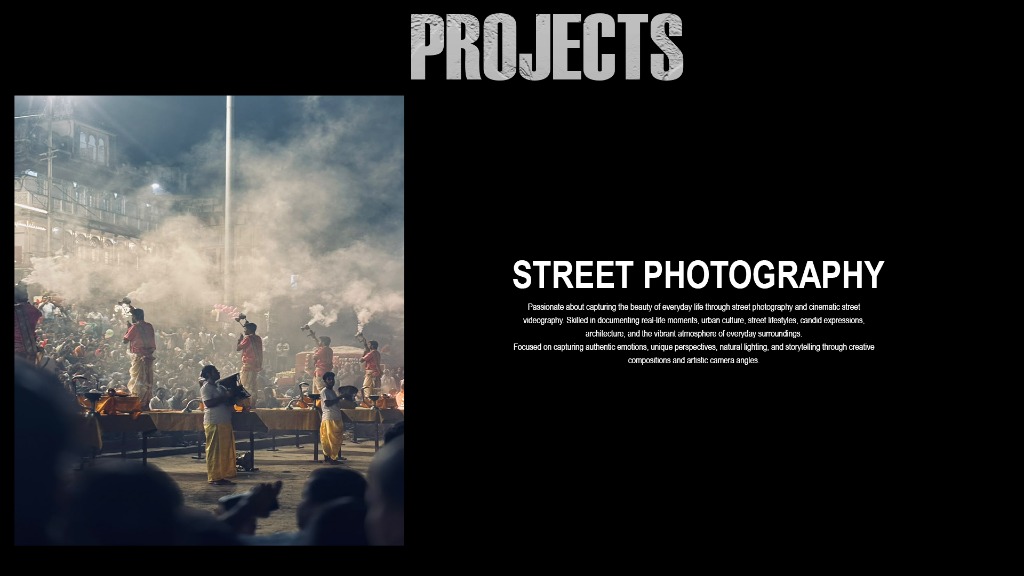 PROJECTS
STREET PHOTOGRAPHY
Passionate about capturing the beauty of everyday life through street photography and cinematic street
videography. Skilled in documenting real-life moments, urban culture, street lifestyles, candid expressions,
architecture, and the vibrant atmosphere of everyday surroundings.
Focused on capturing authentic emotions, unique perspectives, natural lighting, and storytelling through creative
compositions and artistic camera angles